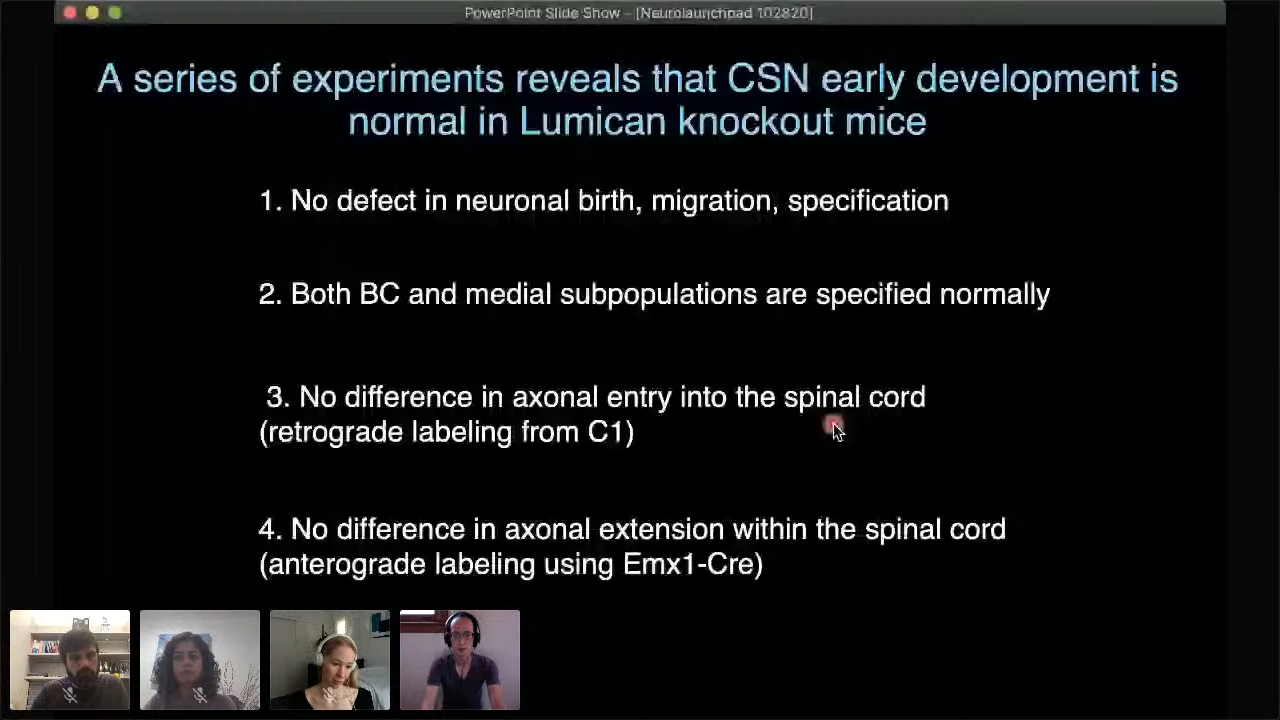 PowerPoint Slide Show - [Neurolaunchpad 102820]
A series of experiments reveals that CSN early development is
normal in Lumican knockout mice
1. No defect in neuronal birth, migration, specification
2. Both BC and medial subpopulations are specified normally
3. No difference in axonal entry into the spinal cord
(retrograde labeling from C1)
4. No difference in axonal extension within the spinal cord
(anterograde labeling using Emx1-Cre)